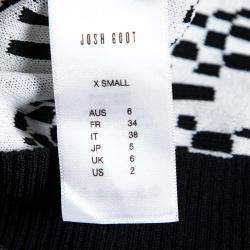 JOSH GOOT
X SMALL
AUS 6
FR 34
IT 38
JP 5
UK 6
US 2